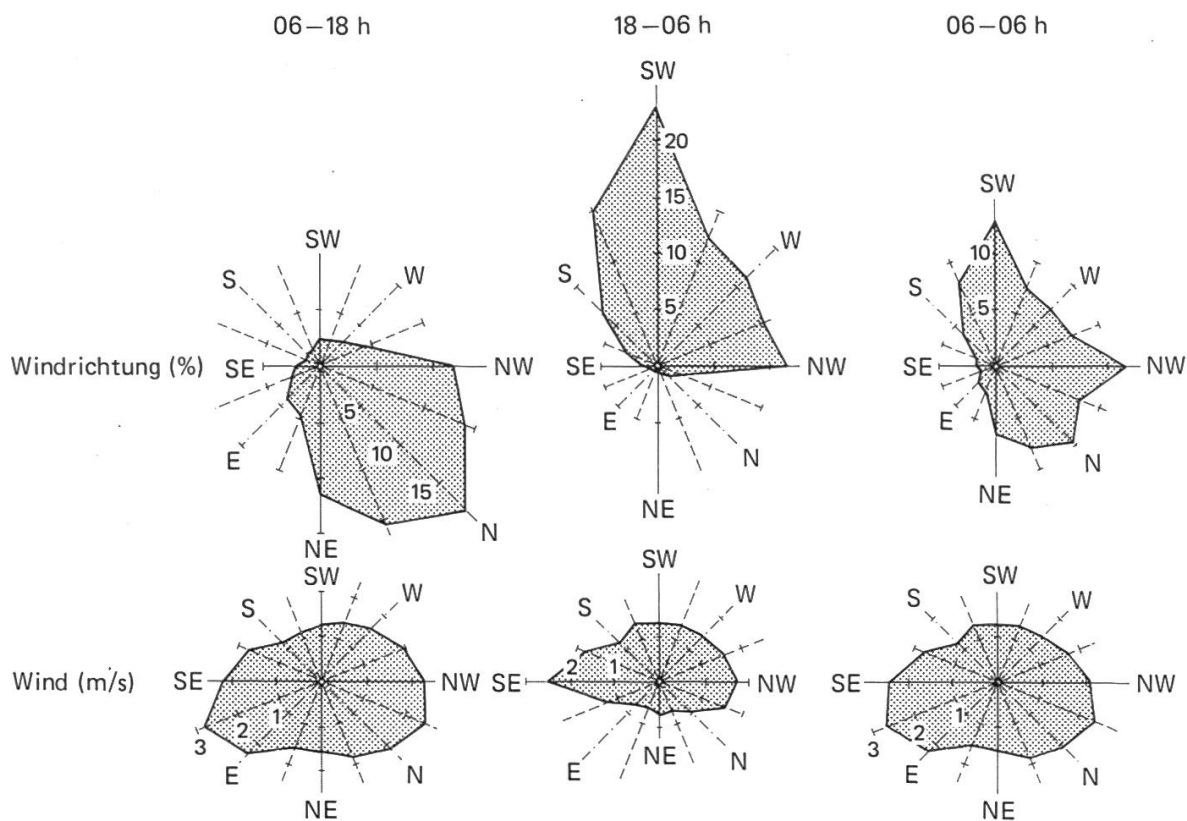 06–18 h
18–06 h
06–06 h
SW
20
15
10
5
S
W
SE
NW
E
N
NE
SW
10
5
S
W
SE
NW
E
N
NE
SW
S
W
Windrichtung (%)
SE
NW
5
10
15
E
N
NE
SW
S
W
Wind (m/s)
SE
NW
1
2
3
E
N
NE
SW
S
W
SE
NW
2
1
E
N
NE
SW
S
W
SE
NW
1
2
3
E
N
NE